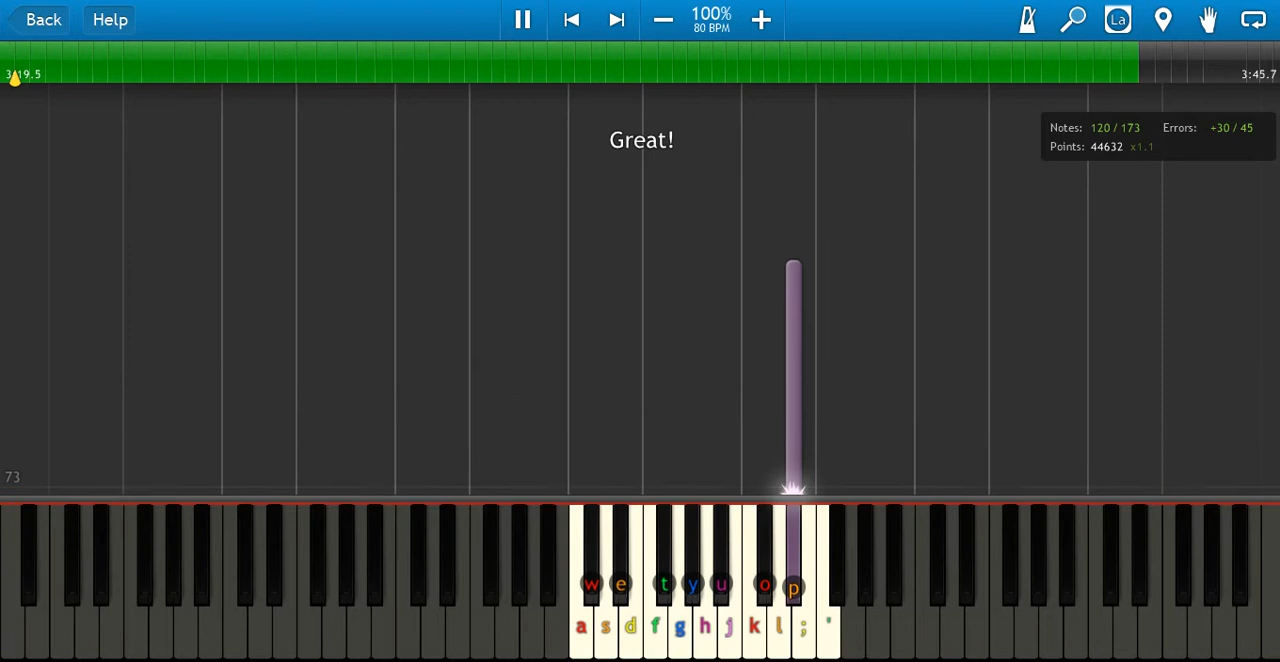 Back Help 100% La
80 BPM
3:19.5 3:45.7
Notes: 120 / 173 Errors: +30 / 45
Great!
Points: 44632 x1.1
73
w e t y u o p
a s d f g h j k l ; '